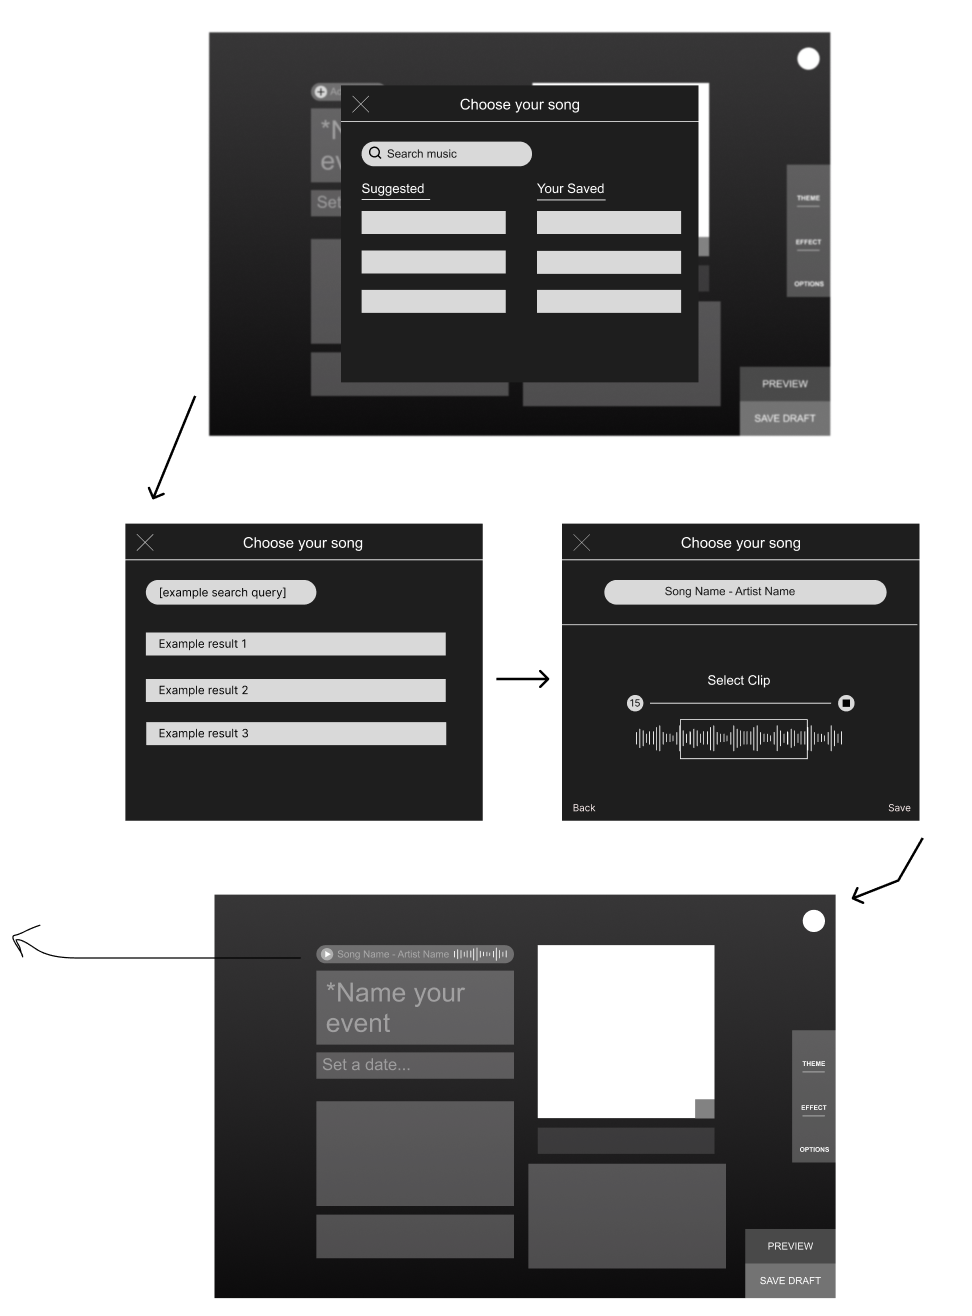 Choose your song
Search music
Suggested
Your Saved
*N
ev
Set
THEME
EFFECT
OPTIONS
PREVIEW
SAVE DRAFT
Choose your song
[example search query]
Example result 1
Example result 2
Example result 3
Choose your song
Song Name - Artist Name
Select Clip
15
Back
Save
Song Name - Artist Name
*Name your
event
Set a date...
THEME
EFFECT
OPTIONS
PREVIEW
SAVE DRAFT